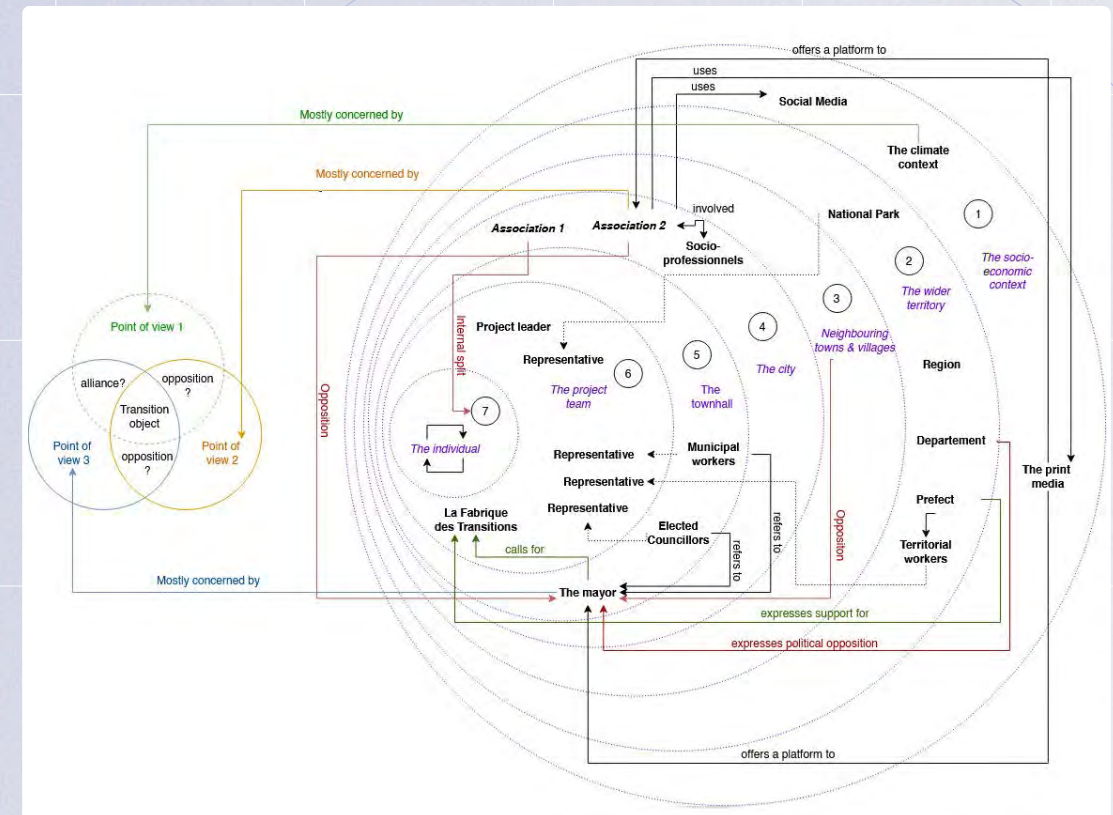 offers a platform to
uses
uses
Social Media
Mostly concerned by
The climate
context
Mostly concerned by
National Park
1
involved
Association 1
Association 2
Socio-
professionnels
2
The socio-
economic
context
The wider
territory
3
4
Neighbouring
towns & villages
Point of view 1
Project leader
Internal split
Representative
5
6
The city
Region
The project
team
The
townhall
alliance?
opposition
?
Transition
object
Opposition
7
Point of
view 3
opposition
?
Point of
view 2
The individual
Departement
Municipal
workers
Representative
The print
media
Representative
Prefect
Representative
La Fabrique
des Transitions
Elected
Councillors
refers to
refers to
Oppositon
Territorial
workers
calls for
Mostly concerned by
The mayor
expresses support for
expresses political opposition
offers a platform to